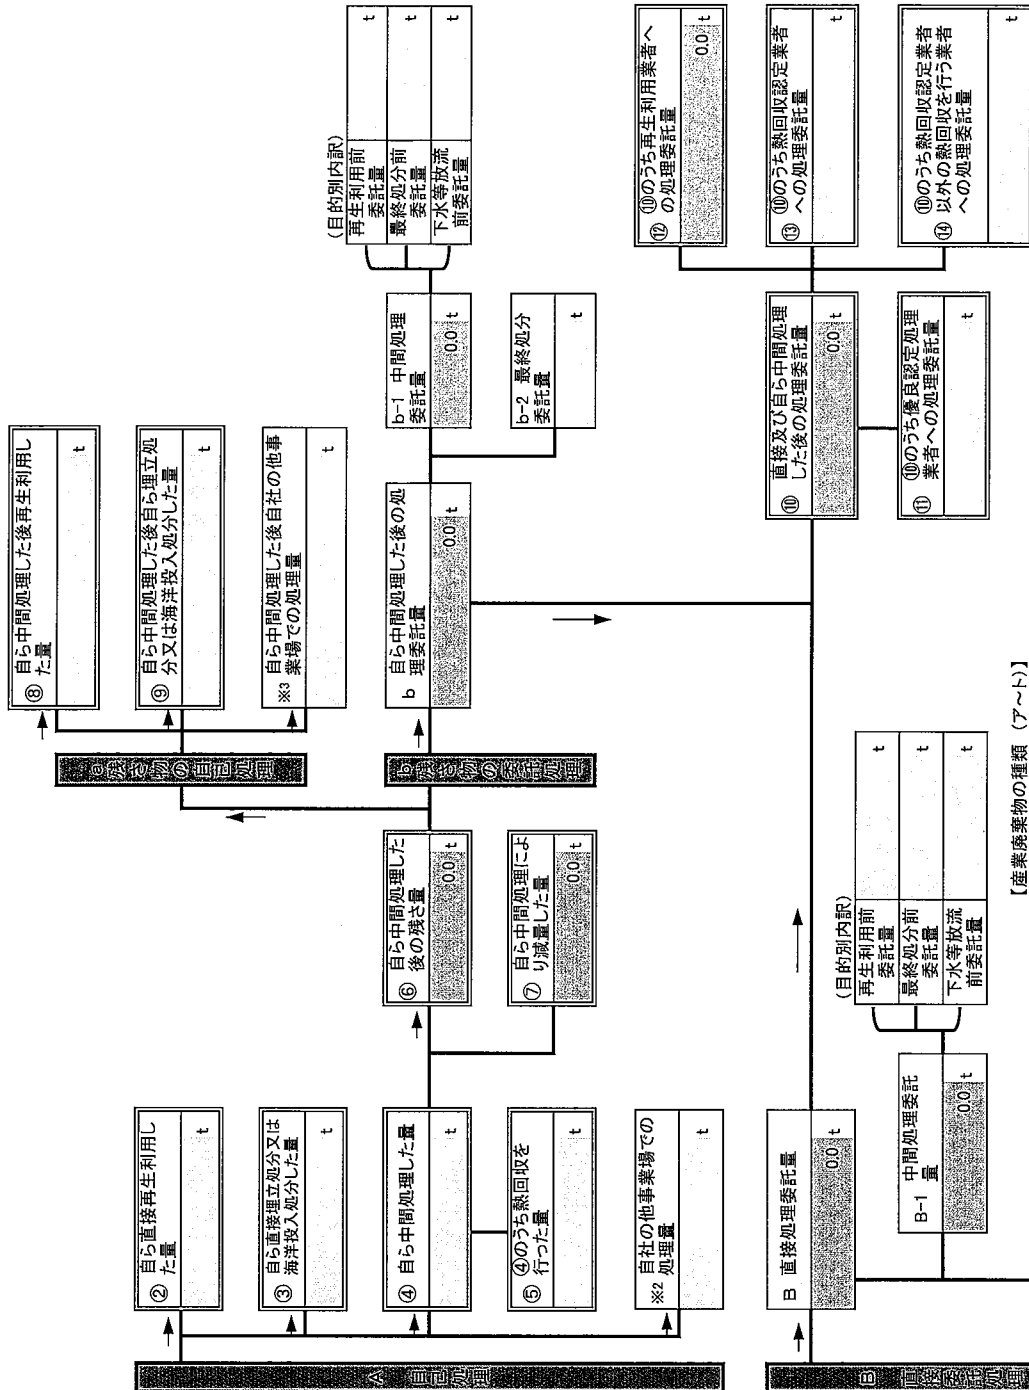 A 自己処理
② 自ら直接再生利用し
た量
t
③ 自ら直接埋立処分又は
海洋投入処分した量
t
④ 自ら中間処理した量
t
⑤ ④のうち熱回収を
行った量
t
※2 自社の他事業場での
処理量
t
⑥ 自ら中間処理した
後の残さ量
0.0 t
⑦ 自ら中間処理によ
り減量した量
0.0 t
a 残さ物の自己処理
⑧ 自ら中間処理した後再生利用し
た量
t
⑨ 自ら中間処理した後自ら埋立処
分又は海洋投入処分した量
t
※3 自ら中間処理した後自社の他事
業場での処理量
t
b 残さ物の委託処理
b 自ら中間処理した後の処
理委託量
0.0 t
b-1 中間処理
委託量
0.0 t
b-2 最終処分
委託量
t
(目的別内訳)
再生利用前
委託量
t
最終処分前
委託量
t
下水等放流
前委託量
t
B 直接委託処理
B 直接処理委託量
0.0 t
B-1 中間処理委託
量
0.0 t
(目的別内訳)
再生利用前
委託量
t
最終処分前
委託量
t
下水等放流
前委託量
t
⑩ 直接及び自ら中間処理
した後の処理委託量
0.0 t
⑪ ⑩のうち優良認定処理
業者への処理委託量
t
⑫ ⑩のうち再生利用業者へ
の処理委託量
0.0 t
⑬ ⑩のうち熱回収認定業者
への処理委託量
t
⑭ ⑩のうち熱回収認定業者
以外の熱回収を行う業者
への処理委託量
t
【産業廃棄物の種類 (ア~ト)】